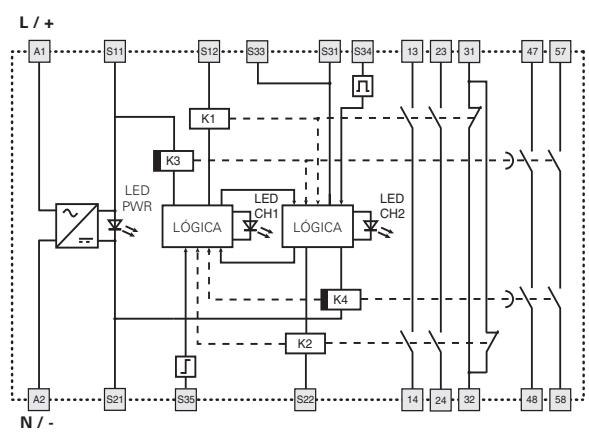 L / +
A1 S11 S12 S33 S31 S34 13 23 31 47 57
K1
K3
LED
PWR
LED
CH1
LED
CH2
LÓGICA LÓGICA
K4
K2
A2 S21 S35 S22 14 24 32 48 58
N / -